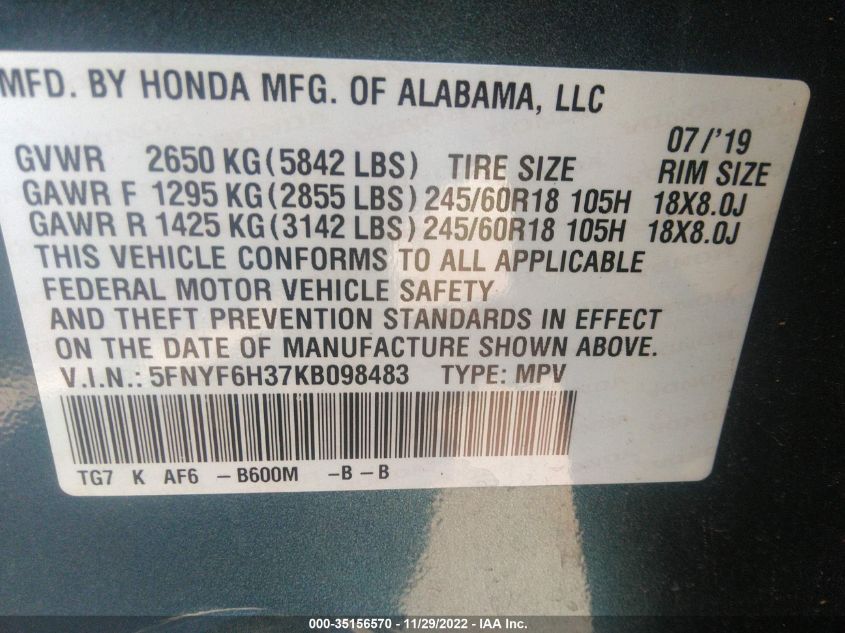 MFD. BY HONDA MFG. OF ALABAMA, LLC
07/'19
GVWR 2650 KG(5842 LBS) TIRE SIZE RIM SIZE
GAWR F 1295 KG(2855 LBS) 245/60R18 105H 18X8.0J
GAWR R 1425 KG(3142 LBS) 245/60R18 105H 18X8.0J
THIS VEHICLE CONFORMS TO ALL APPLICABLE
FEDERAL MOTOR VEHICLE SAFETY
AND THEFT PREVENTION STANDARDS IN EFFECT
ON THE DATE OF MANUFACTURE SHOWN ABOVE.
V.I.N.: 5FNYF6H37KB098483 TYPE: MPV
TG7 K AF6 -B600M -B-B
000-35156570 - 11/29/2022 - IAA Inc.